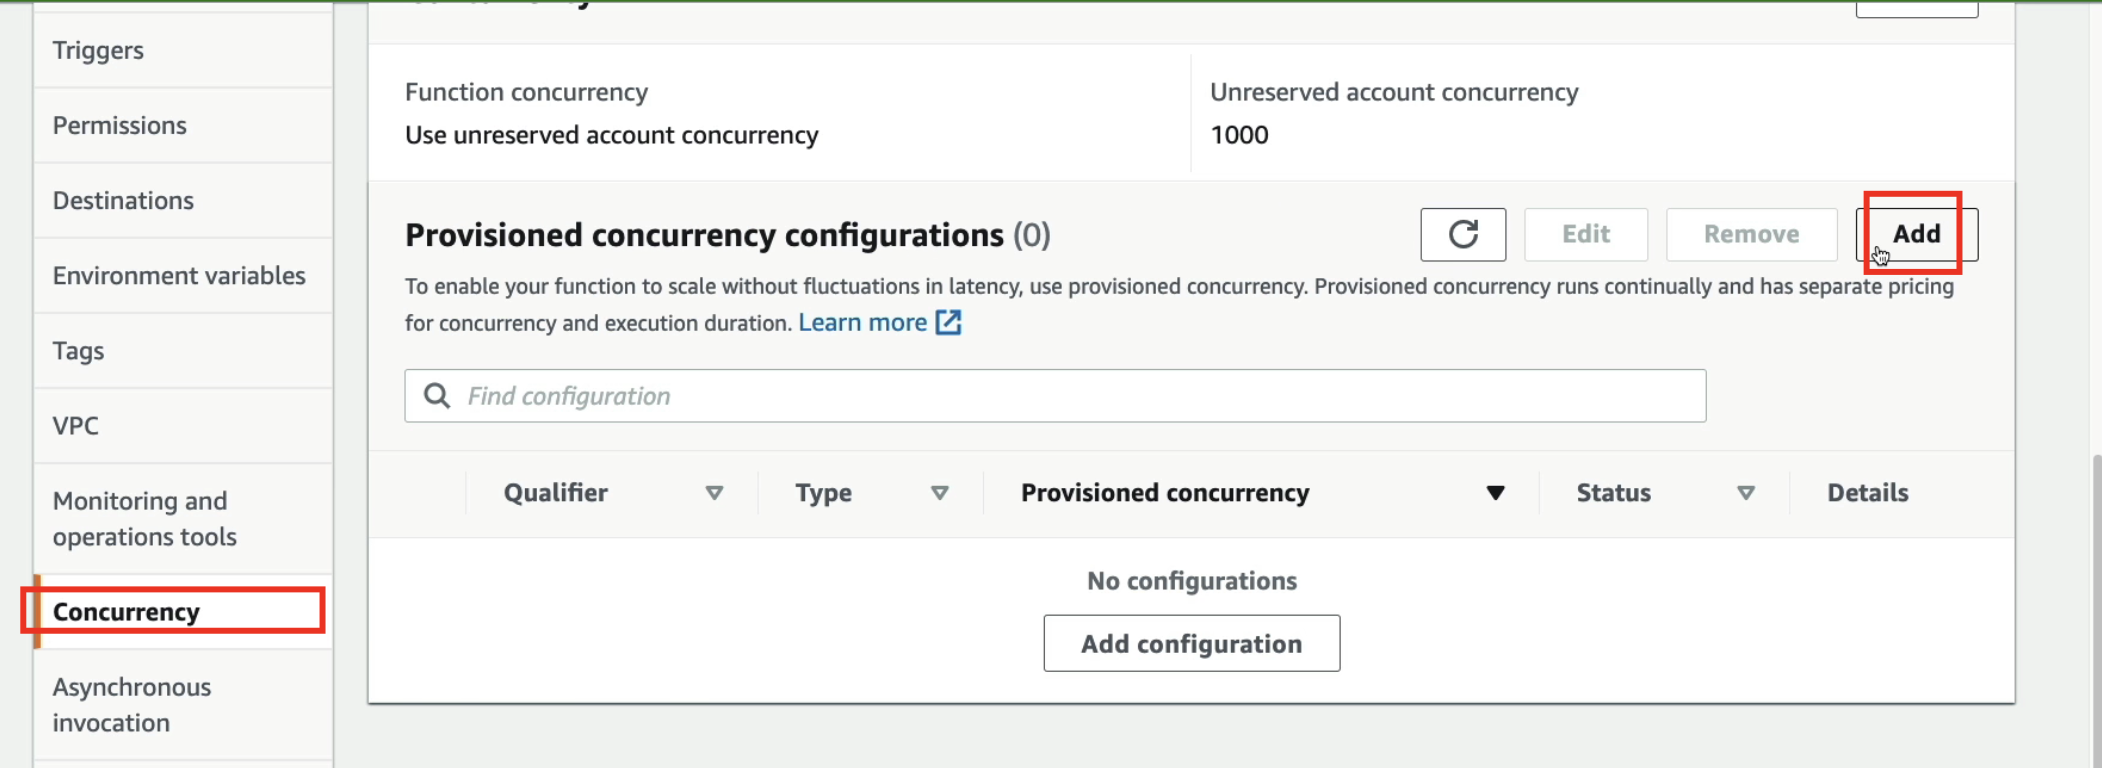 Triggers
Permissions
Destinations
Environment variables
Tags
VPC
Monitoring and
operations tools
Concurrency
Asynchronous
invocation
Function concurrency
Use unreserved account concurrency
Unreserved account concurrency
1000
Provisioned concurrency configurations (0)
Edit
Remove
Add
To enable your function to scale without fluctuations in latency, use provisioned concurrency. Provisioned concurrency runs continually and has separate pricing
for concurrency and execution duration. Learn more
Find configuration
Qualifier Type Provisioned concurrency Status Details
No configurations
Add configuration